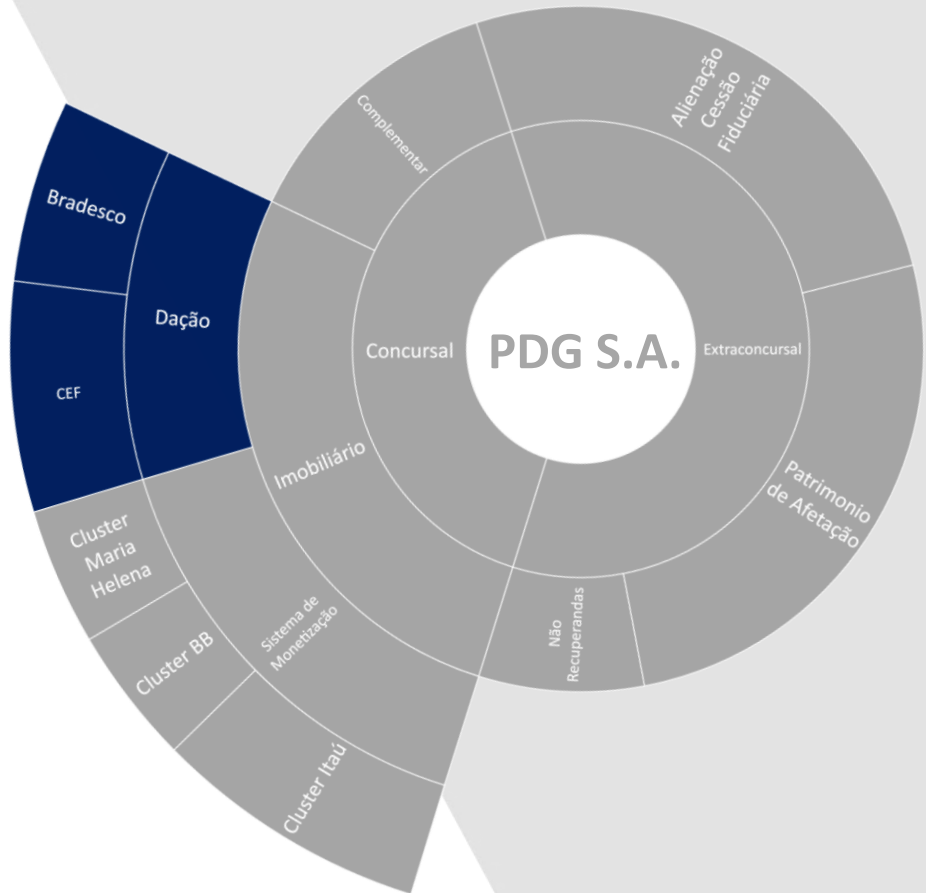 PDG S.A.
Concursal
Extraconcursal
Complementar
Imobiliário
Alienação
Cessão
Fiduciária
Patrimonio
de Afetação
Não
Recuperandas
Dação
Sistema de
Monetização
Bradesco
CEF
Cluster
Maria
Helena
Cluster BB
Cluster Itaú